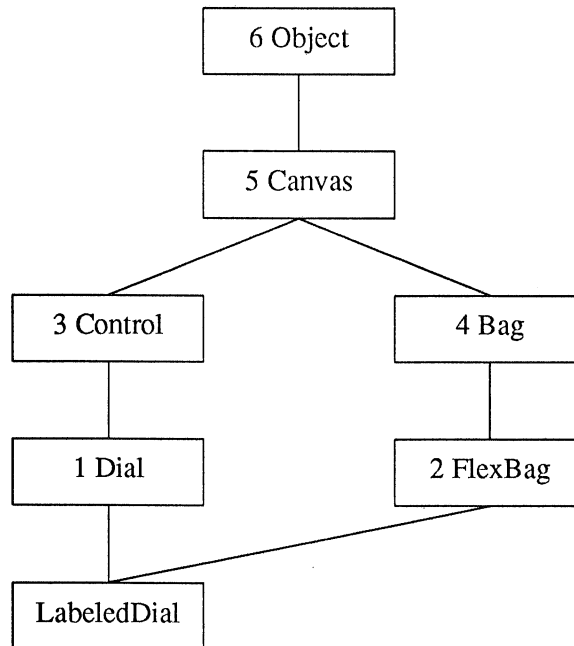 6 Object
5 Canvas
3 Control
4 Bag
1 Dial
2 FlexBag
LabeledDial